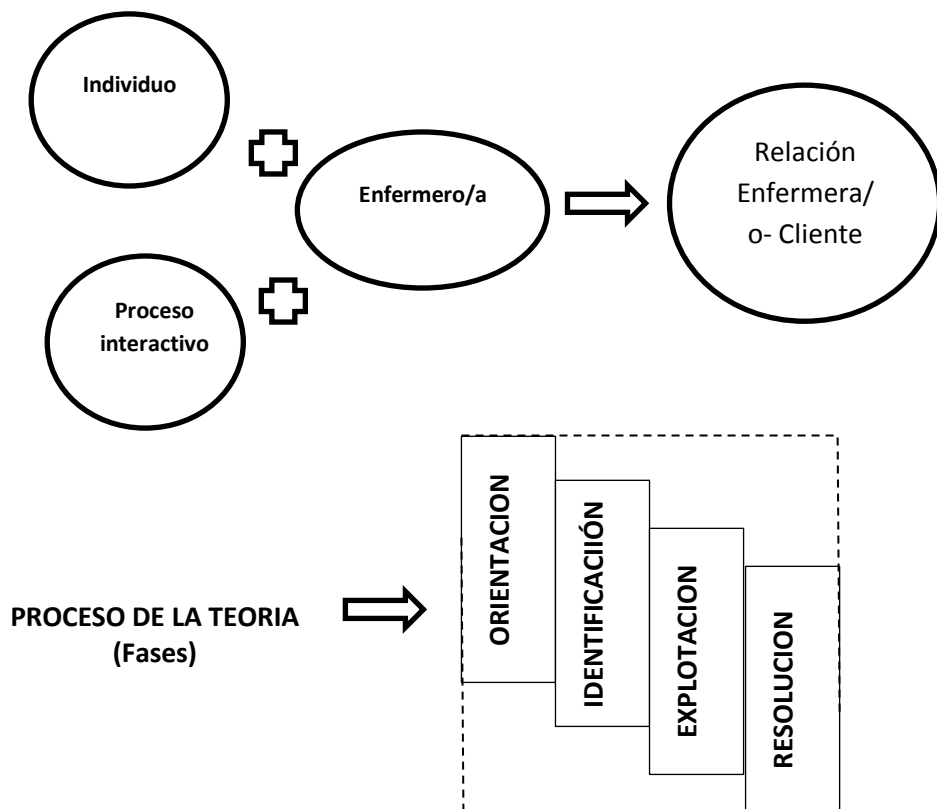 Individuo
Enfermero/a
Relación
Enfermera/
o- Cliente
Proceso
interactivo
PROCESO DE LA TEORIA
(Fases)
ORIENTACION
IDENTIFICACIIÓN
EXPLOTACION
RESOLUCION